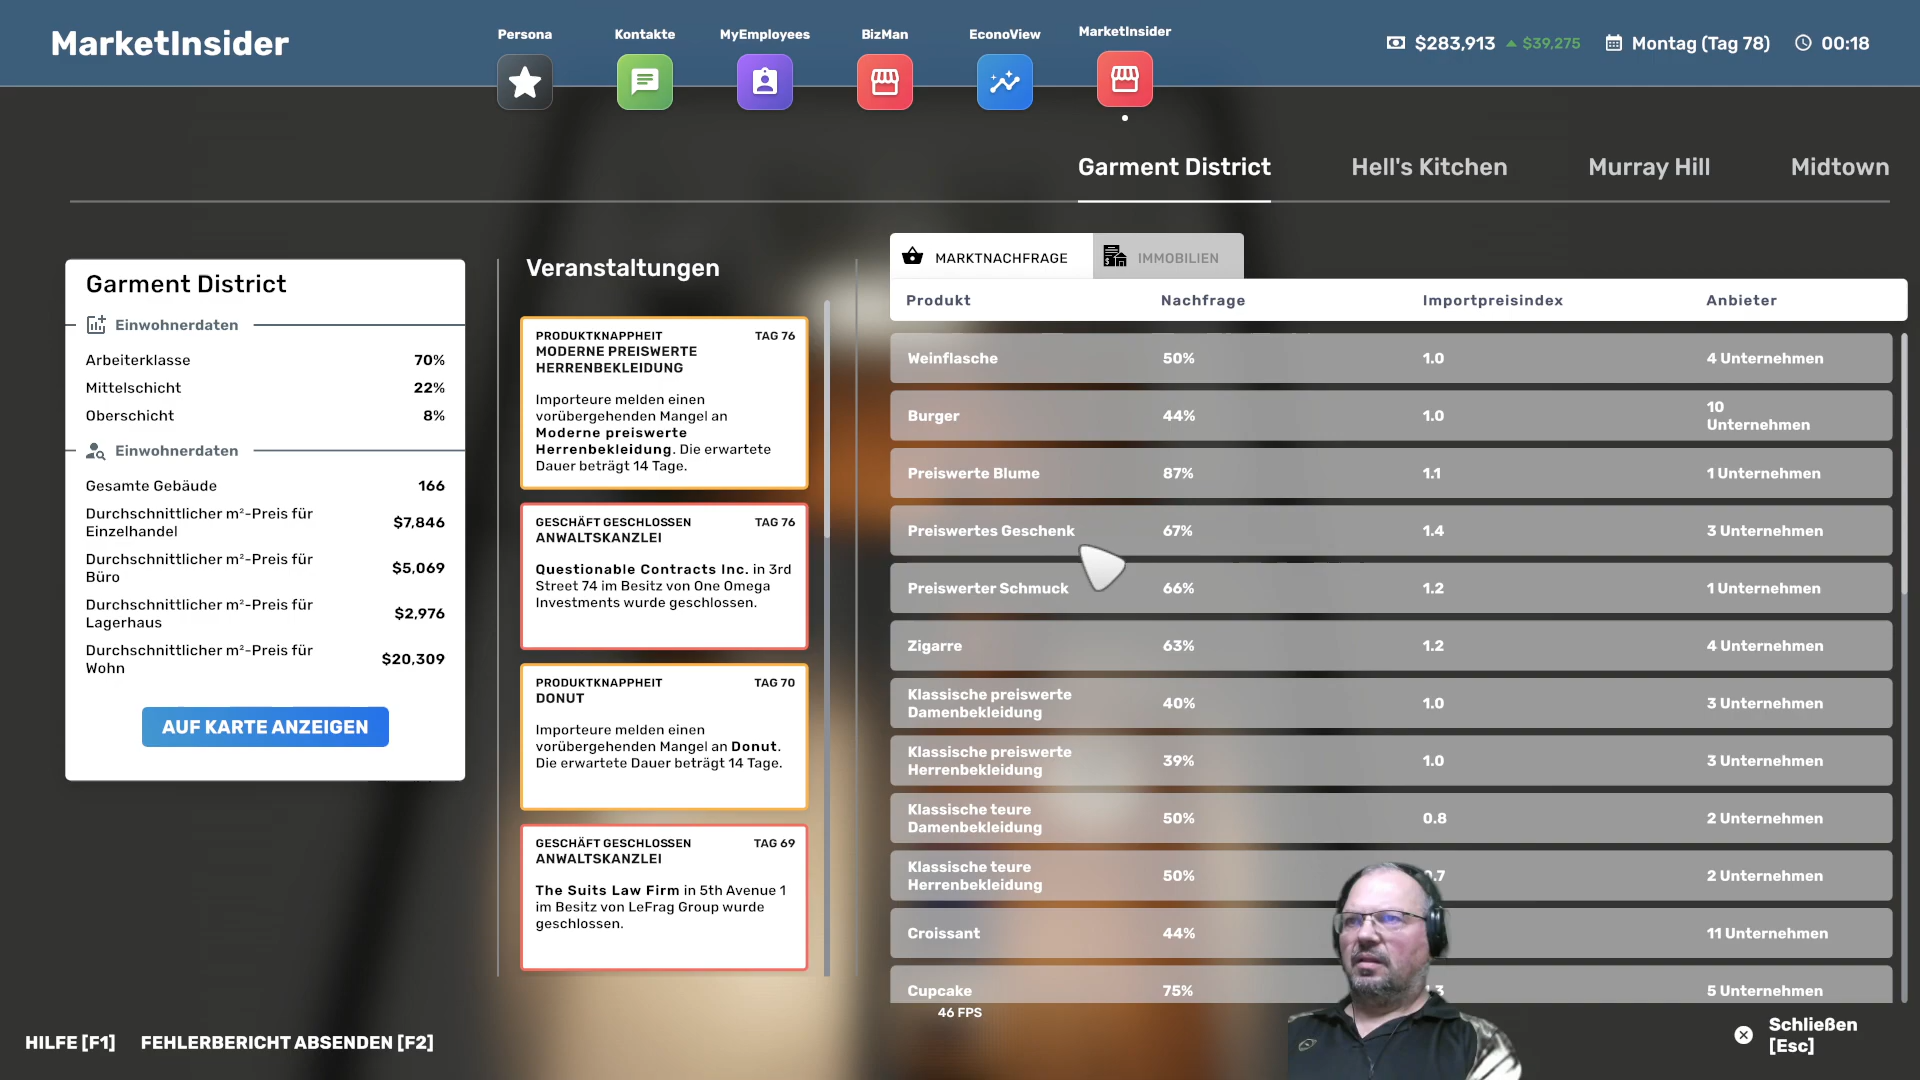 MarketInsider
Persona
Kontakte
MyEmployees
BizMan
EconoView
MarketInsider
$283,913
$39,275
Montag (Tag 78)
00:18
Garment District
Hell's Kitchen
Murray Hill
Midtown
Garment District
Einwohnerdaten
Arbeiterklasse 70%
Mittelschicht 22%
Oberschicht 8%
Einwohnerdaten
Gesamte Gebäude 166
Durchschnittlicher m²-Preis für
Einzelhandel
$7,846
Durchschnittlicher m²-Preis für
Büro
$5,069
Durchschnittlicher m²-Preis für
Lagerhaus
$2,976
Durchschnittlicher m²-Preis für
Wohn
$20,309
AUF KARTE ANZEIGEN
Veranstaltungen
PRODUKTKNAPPHEIT TAG 76
MODERNE PREISWERTE
HERRENBEKLEIDUNG
Importeure melden einen
vorübergehenden Mangel an
Moderne preiswerte
Herrenbekleidung. Die erwartete
Dauer beträgt 14 Tage.
GESCHÄFT GESCHLOSSEN TAG 76
ANWALTSKANZLEI
Questionable Contracts Inc. in 3rd
Street 74 im Besitz von One Omega
Investments wurde geschlossen.
PRODUKTKNAPPHEIT TAG 70
DONUT
Importeure melden einen
vorübergehenden Mangel an Donut.
Die erwartete Dauer beträgt 14 Tage.
GESCHÄFT GESCHLOSSEN TAG 69
ANWALTSKANZLEI
The Suits Law Firm in 5th Avenue 1
im Besitz von LeFrag Group wurde
geschlossen.
MARKTNACHFRAGE
IMMOBILIEN
Produkt Nachfrage Importpreisindex Anbieter
Weinflasche 50% 1.0 4 Unternehmen
Burger 44% 1.0 10
Unternehmen
Preiswerte Blume 87% 1.1 1 Unternehmen
Preiswertes Geschenk 67% 1.4 3 Unternehmen
Preiswerter Schmuck 66% 1.2 1 Unternehmen
Zigarre 63% 1.2 4 Unternehmen
Klassische preiswerte
Damenbekleidung
40% 1.0 3 Unternehmen
Klassische preiswerte
Herrenbekleidung
39% 1.0 3 Unternehmen
Klassische teure
Damenbekleidung
50% 0.8 2 Unternehmen
Klassische teure
Herrenbekleidung
50% 2 Unternehmen
Croissant 44% 11 Unternehmen
Cupcake 75% 5 Unternehmen
46 FPS
HILFE [F1]
FEHLERBERICHT ABSENDEN [F2]
Schließen
[Esc]